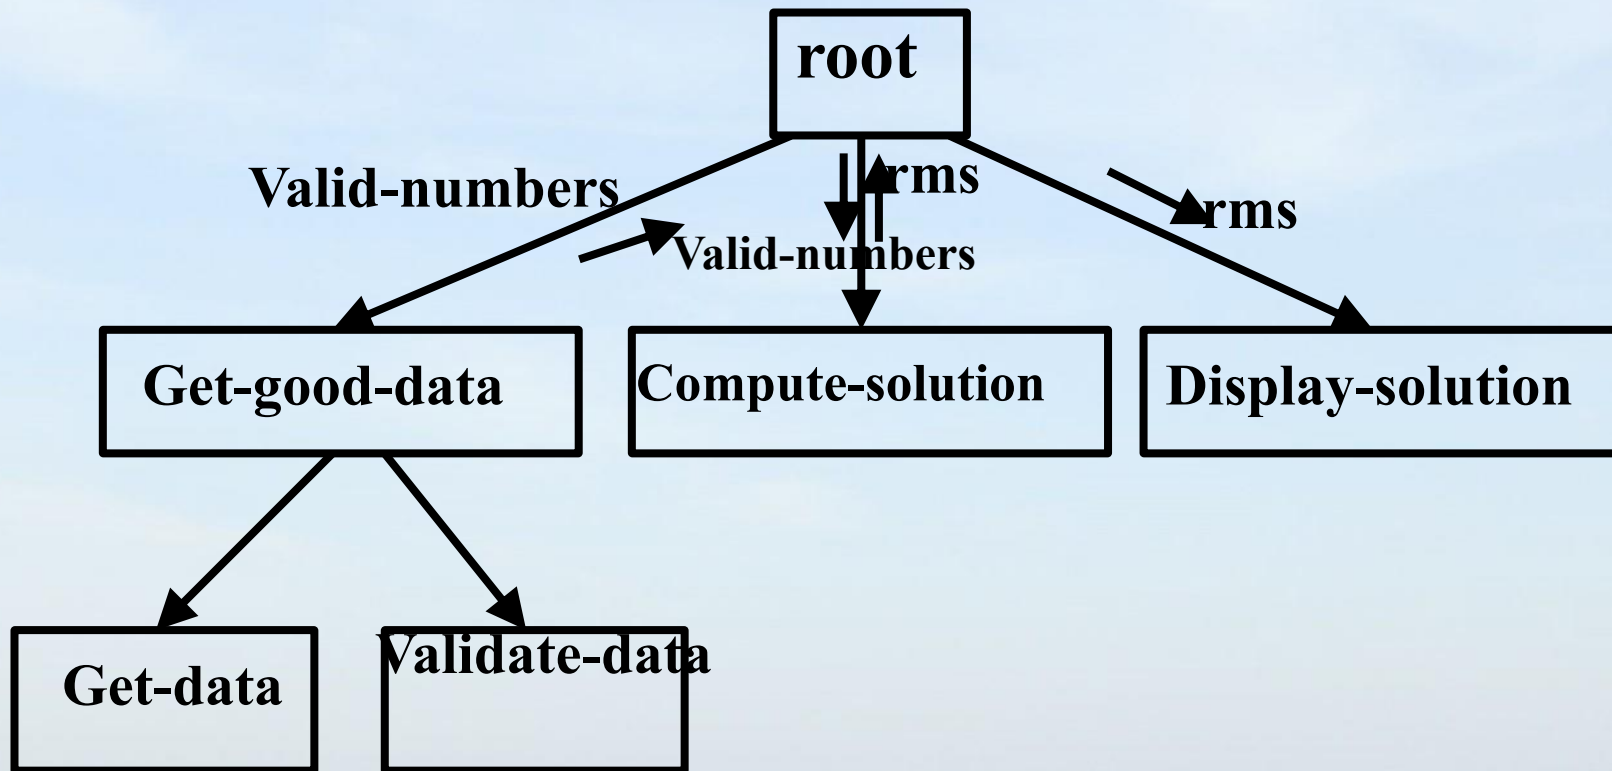 root
Valid-numbers
rms
rms
Valid-numbers
Get-good-data
Compute-solution
Display-solution
Get-data
Validate-data